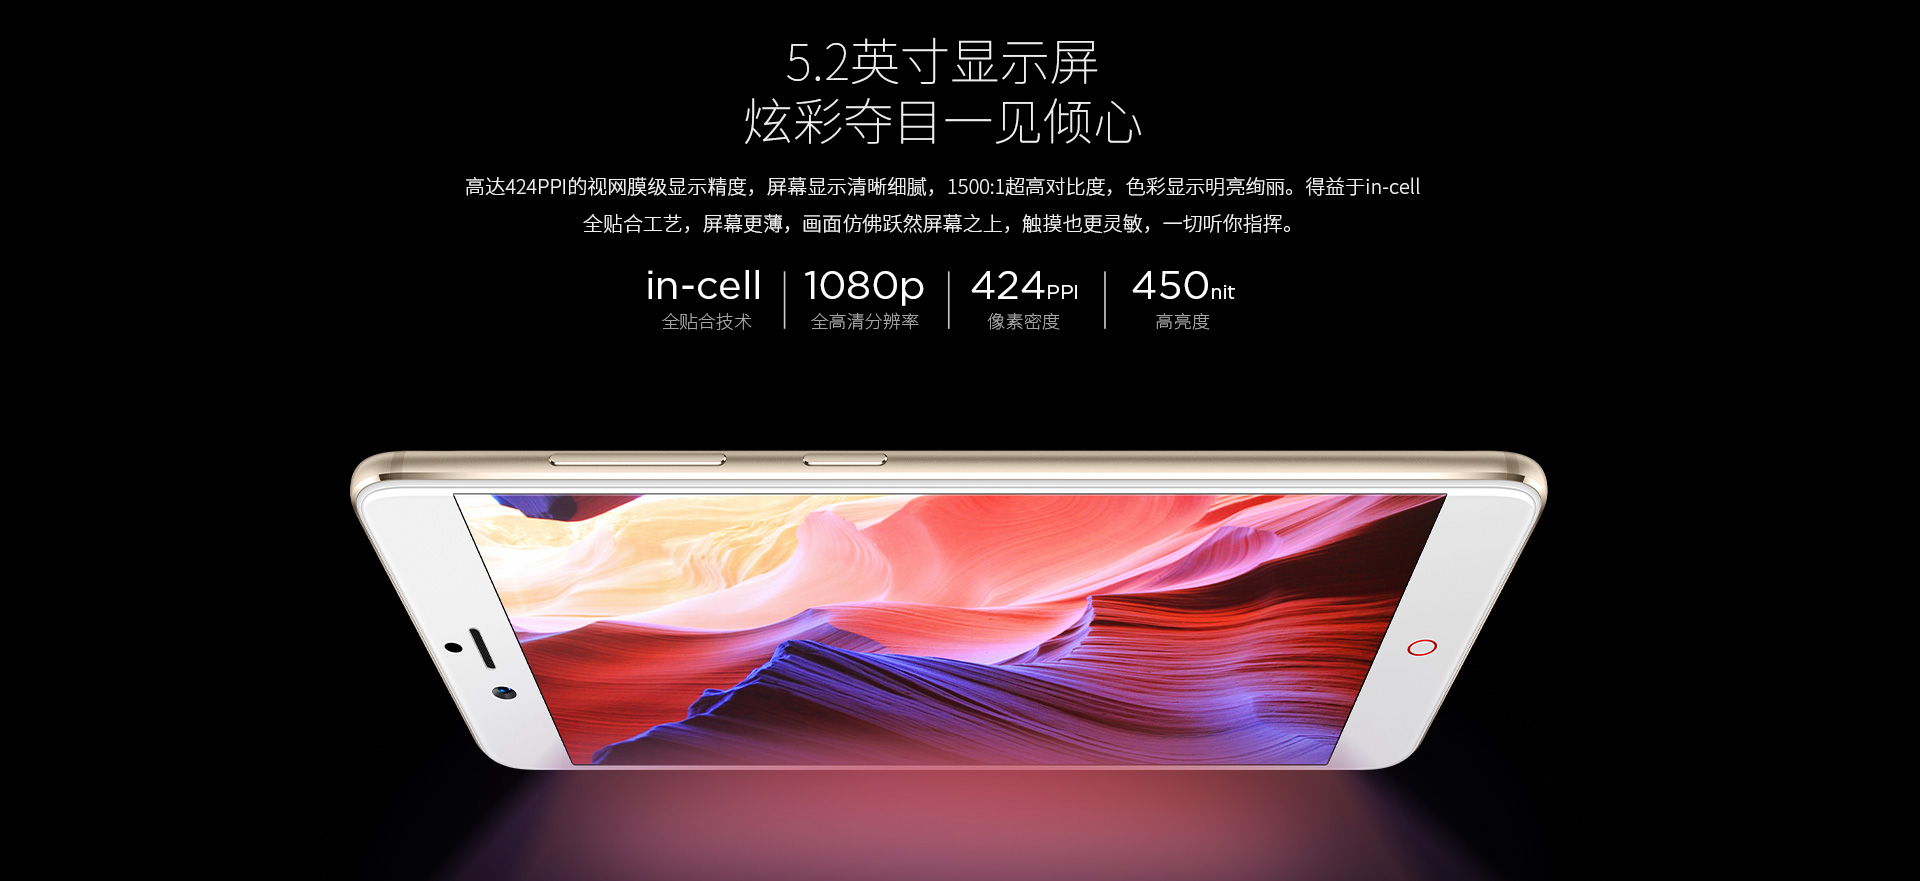 5.2英寸显示屏
炫彩夺目一见倾心
高达424PPI的视网膜级显示精度，屏幕显示清晰细腻，1500:1超高对比度，色彩显示明亮绚丽。得益于in-cell
全贴合工艺，屏幕更薄，画面仿佛跃然屏幕之上，触摸也更灵敏，一切听你指挥。
in-cell 1080p 424PPI 450nit
全贴合技术 全高清分辨率 像素密度 高亮度